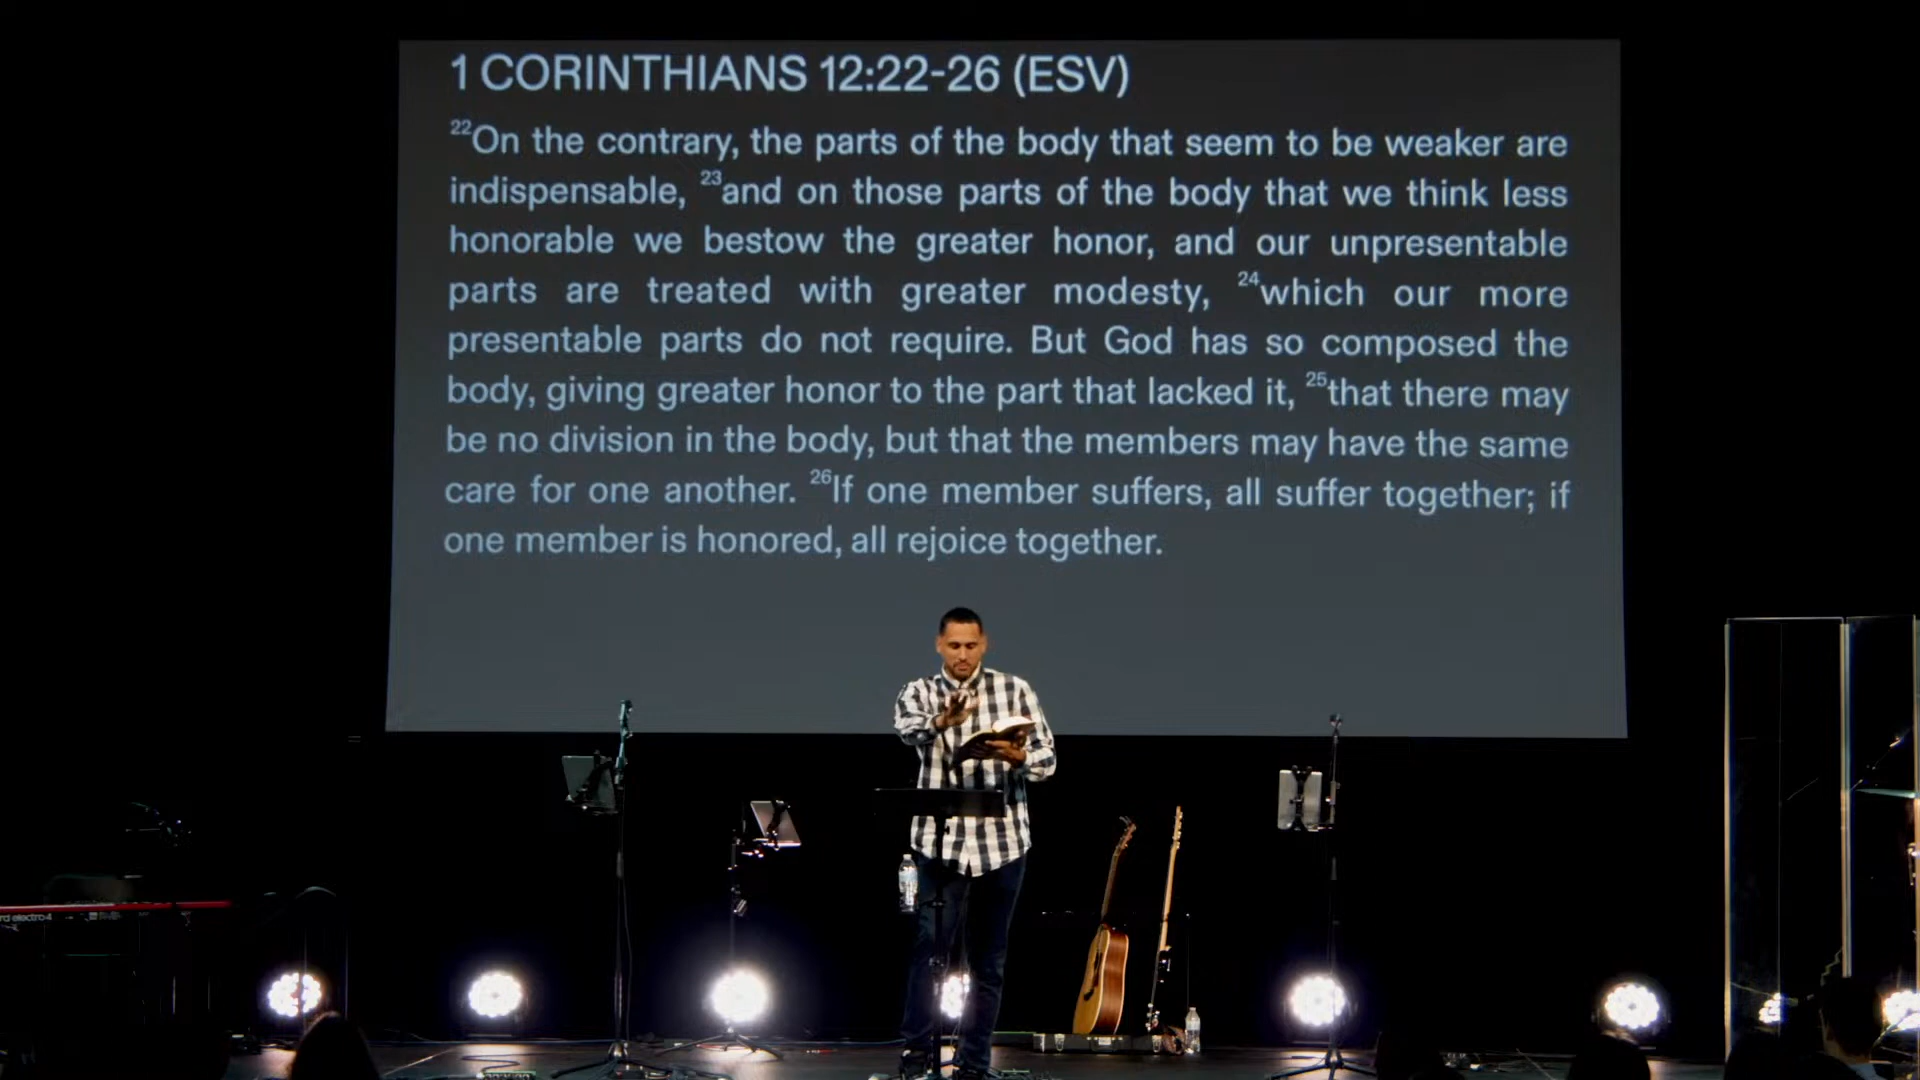 1 CORINTHIANS 12:22-26 (ESV)
22On the contrary, the parts of the body that seem to be weaker are
indispensable, 23and on those parts of the body that we think less
honorable we bestow the greater honor, and our unpresentable
parts are treated with greater modesty, 24which our more
presentable parts do not require. But God has so composed the
body, giving greater honor to the part that lacked it, 25that there may
be no division in the body, but that the members may have the same
care for one another. 26If one member suffers, all suffer together; if
one member is honored, all rejoice together.
electro 4